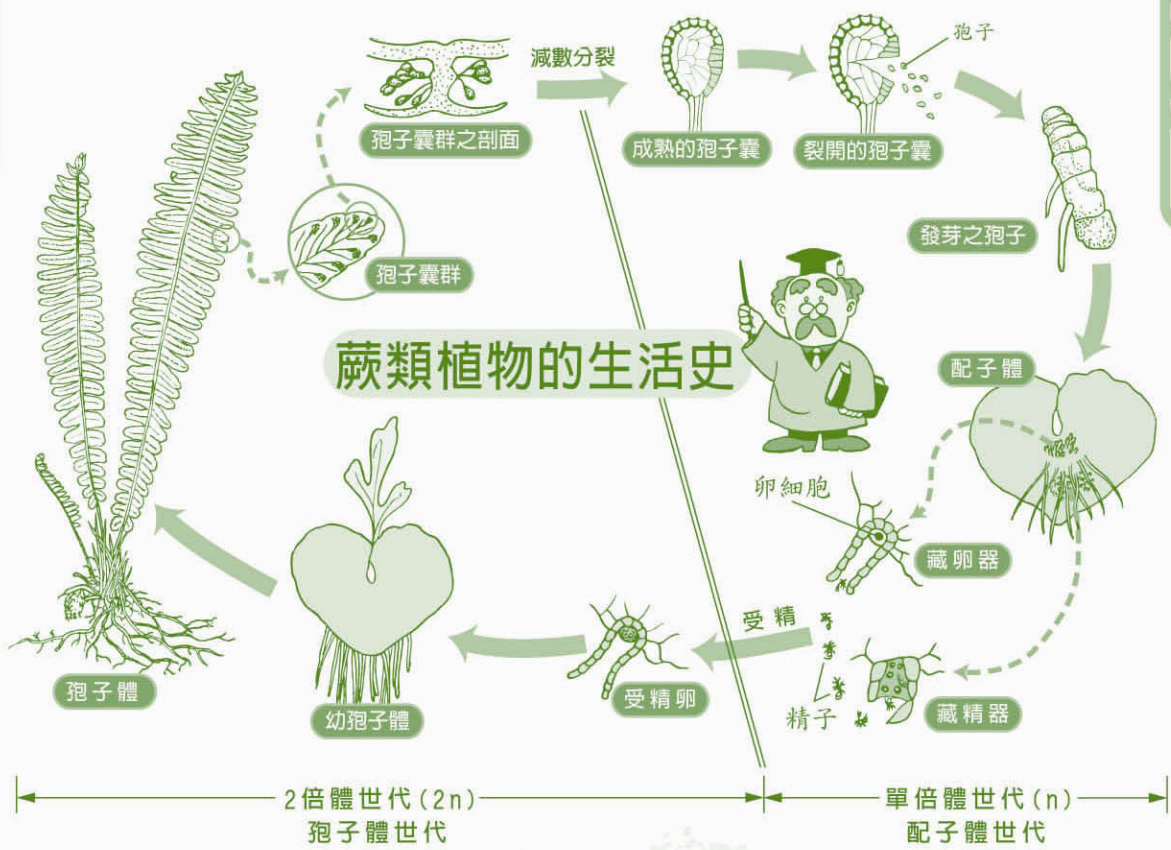 減數分裂
孢子
孢子囊群之剖面
成熟的孢子囊
裂開的孢子囊
發芽之孢子
孢子囊群
蕨類植物的生活史
配子體
卵細胞
藏卵器
受精
孢子體
幼孢子體
受精卵
精子
藏精器
2倍體世代(2n)
孢子體世代
單倍體世代(n)
配子體世代